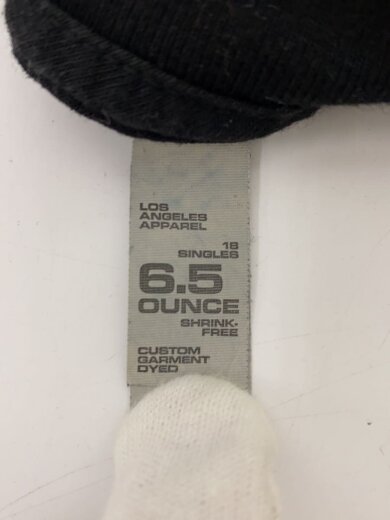 LOS
ANGELES
APPAREL
18
SINGLES
6.5
OUNCE
SHRINK-
FREE
CUSTOM
GARMENT
DYED